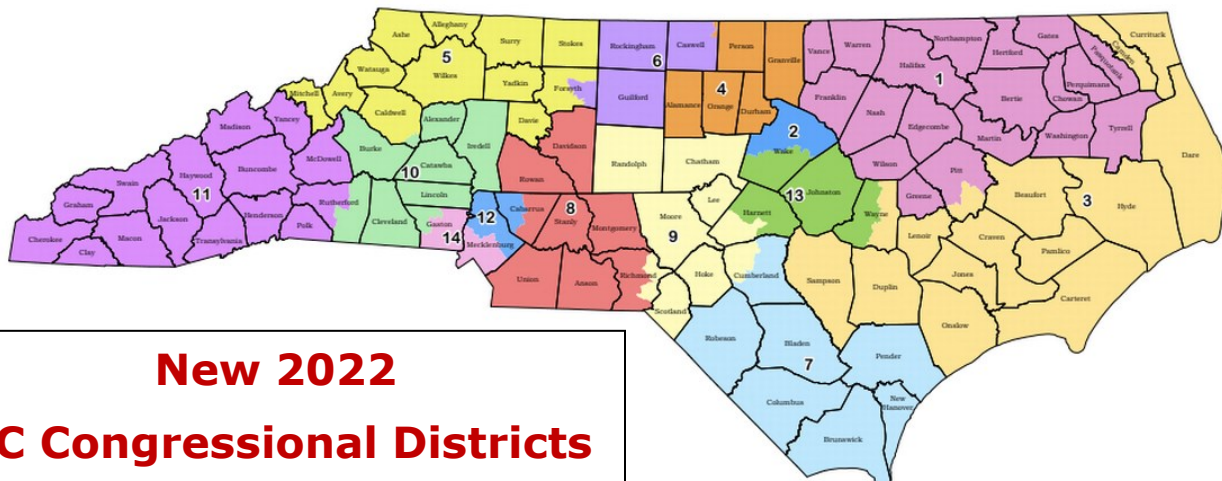 Alleghany
Ashe
Surry
Stokes
Rockingham
Caswell
Person
Granville
Vance
Warren
Northampton
Gates
Hertford
Currituck
Camden
Pasquotank
Perquimans
Chowan
5
6
4
1
Watauga
Wilkes
Yadkin
Forsyth
Guilford
Alamance
Orange
Durham
Franklin
Halifax
Bertie
Mitchell
Avery
Caldwell
Alexander
Davie
Davidson
Iredell
Nash
Edgecombe
Martin
Washington
Tyrrell
Dare
Madison
Yancey
McDowell
Burke
Catawba
10
Rowan
Randolph
Chatham
2
Wake
Wilson
Pitt
Greene
Beaufort
Hyde
3
Swain
Haywood
Buncombe
11
Graham
Jackson
Henderson
Rutherford
Polk
Cleveland
Lincoln
Gaston
14
12
Mecklenburg
Cabarrus
Stanly
8
Montgomery
Moore
Lee
9
Harnett
13
Johnston
Wayne
Lenoir
Craven
Pamlico
Cherokee
Clay
Macon
Transylvania
Union
Anson
Richmond
Hoke
Scotland
Cumberland
Sampson
Duplin
Jones
Onslow
Carteret
Robeson
Bladen
7
Pender
Columbus
New
Hanover
Brunswick
New 2022
C Congressional Districts